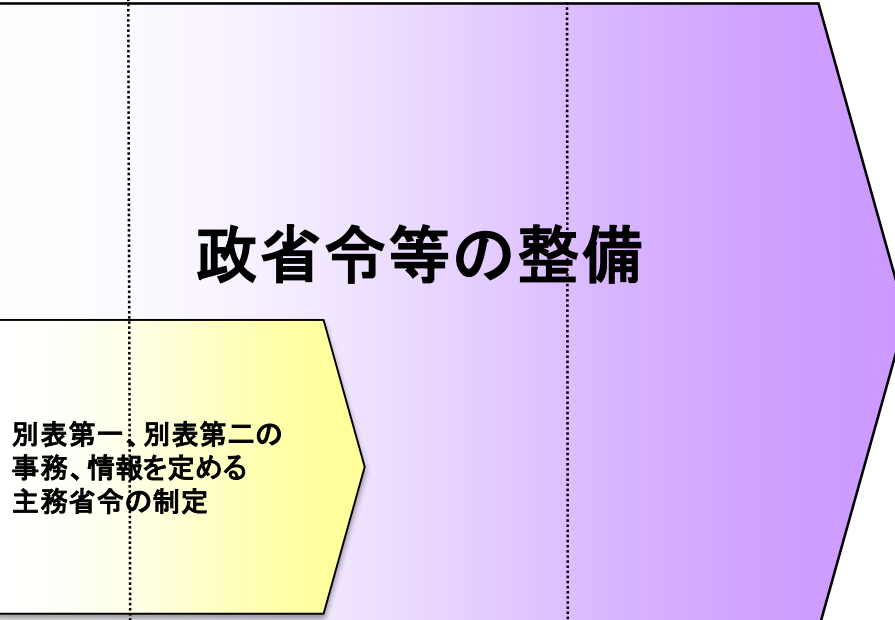 政省令等の整備
別表第一、別表第二の
事務、情報を定める
主務省令の制定